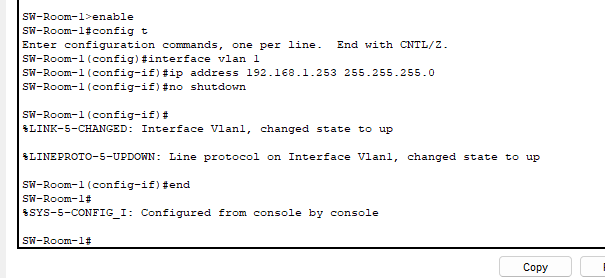 SW-Room-1>enable
SW-Room-1#config t
Enter configuration commands, one per line.  End with CNTL/Z.
SW-Room-1(config)#interface vlan 1
SW-Room-1(config-if)#ip address 192.168.1.253 255.255.255.0
SW-Room-1(config-if)#no shutdown
SW-Room-1(config-if)#
%LINK-5-CHANGED: Interface Vlan1, changed state to up
%LINEPROTO-5-UPDOWN: Line protocol on Interface Vlan1, changed state to up
SW-Room-1(config-if)#end
SW-Room-1#
%SYS-5-CONFIG_I: Configured from console by console
SW-Room-1#
Copy